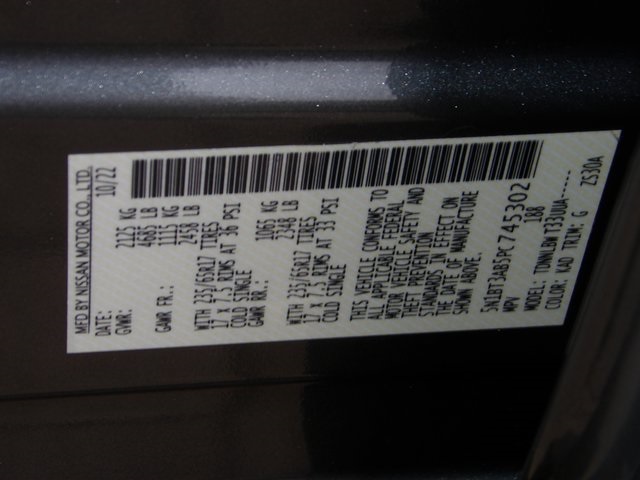 MFD BY NISSAN MOTOR CO., LTD.
DATE: 10/22
GVWR: 2125 KG
4685 LB
GAWR FR.: 1115 KG
2458 LB
WITH 235/65R17 TIRES
17 X 7.5 RIMS AT 36 PSI
COLD SINGLE
GAWR RR.: 1065 KG
2348 LB
WITH 235/65R17 TIRES
17 X 7.5 RIMS AT 33 PSI
COLD SINGLE
THIS VEHICLE CONFORMS TO
ALL APPLICABLE FEDERAL
MOTOR VEHICLE SAFETY AND
THEFT PREVENTION
STANDARDS IN EFFECT ON
THE DATE OF MANUFACTURE
SHOWN ABOVE.
5N1BT3AB5PC745302
MPV 188
MODEL: TDWNLBW T33UUA-----
COLOR: KAD TRIM: G ZS30A